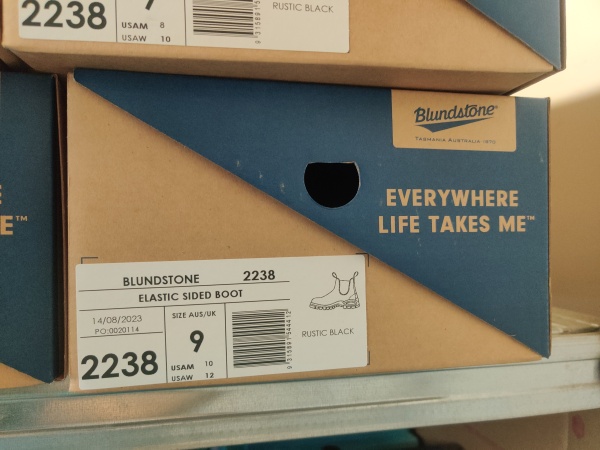 2238
USAM 8
USAW 10
RUSTIC BLACK
Blundstone®
TASMANIA AUSTRALIA 1870
EVERYWHERE
LIFE TAKES ME™
E™
BLUNDSTONE 2238
ELASTIC SIDED BOOT
14/08/2023
PO:0020114
SIZE AUS/UK
9
2238
USAM 10
USAW 12
9315891544412
RUSTIC BLACK